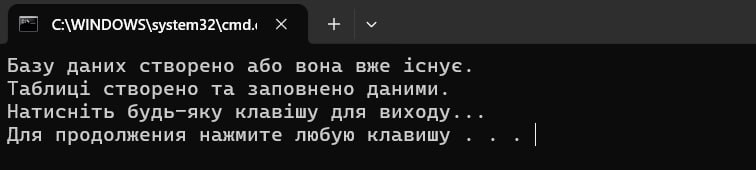 C:\WINDOWS\system32\cmd.
Базу даних створено або вона вже існує.
Таблиці створено та заповнено даними.
Натисніть будь-яку клавішу для виходу...
Для продолжения нажмите любую клавишу . . .